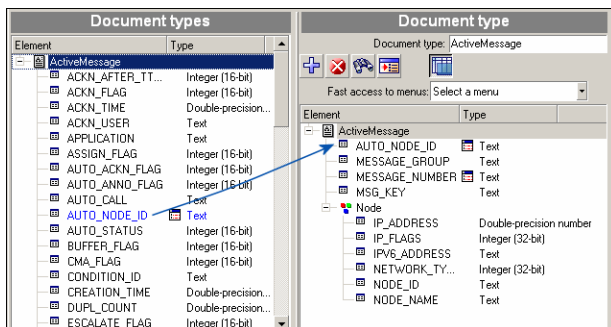 Document types
Element Type
ActiveMessage
ACKN_AFTER_TT... Integer (16-bit)
ACKN_FLAG Integer (16-bit)
ACKN_TIME Double-precision...
ACKN_USER Text
APPLICATION Text
ASSIGN_FLAG Integer (16-bit)
AUTO_ACKN_FLAG Integer (16-bit)
AUTO_ANNO_FLAG Integer (16-bit)
AUTO_CALL Text
AUTO_NODE_ID Text
AUTO_STATUS Integer (16-bit)
BUFFER_FLAG Integer (16-bit)
CMA_FLAG Integer (16-bit)
CONDITION_ID Text
CREATION_TIME Double-precision...
DUPL_COUNT Double-precision...
ESCALATE_FLAG Integer (16-bit)
Document type
Document type: ActiveMessage
Fast access to menus: Select a menu
Element Type
ActiveMessage
AUTO_NODE_ID Text
MESSAGE_GROUP Text
MESSAGE_NUMBER Text
MSG_KEY Text
Node
IP_ADDRESS Double-precision number
IP_FLAGS Integer (32-bit)
IPV6_ADDRESS Text
NETWORK_TY... Integer (32-bit)
NODE_ID Text
NODE_NAME Text